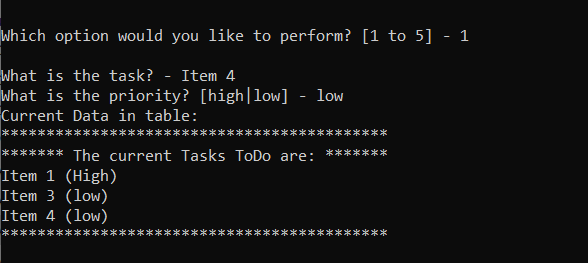 Which option would you like to perform? [1 to 5] - 1
What is the task? - Item 4
What is the priority? [high|low] - low
Current Data in table:
*******************************************
******* The current Tasks ToDo are: *******
Item 1 (High)
Item 3 (low)
Item 4 (low)
*******************************************